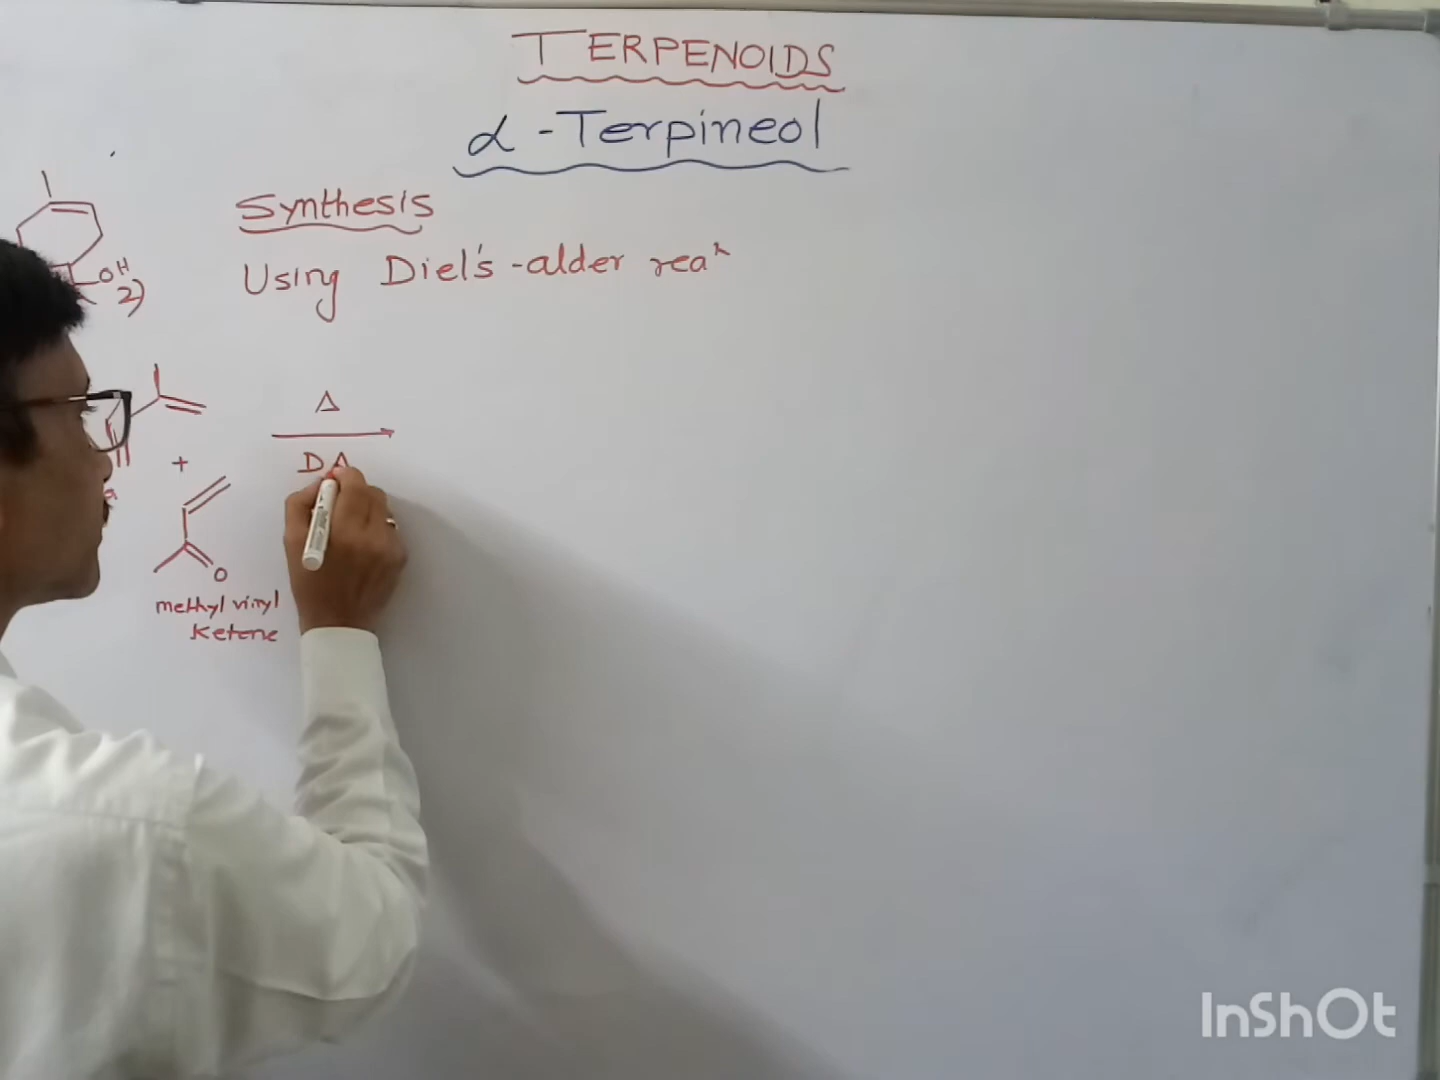 TERPENOIDS
α-Terpineol
Synthesis
OH
2)
Using Diel's-alder reaⁿ
Δ
+
DA
O
methyl vinyl
Ketone
InShOt